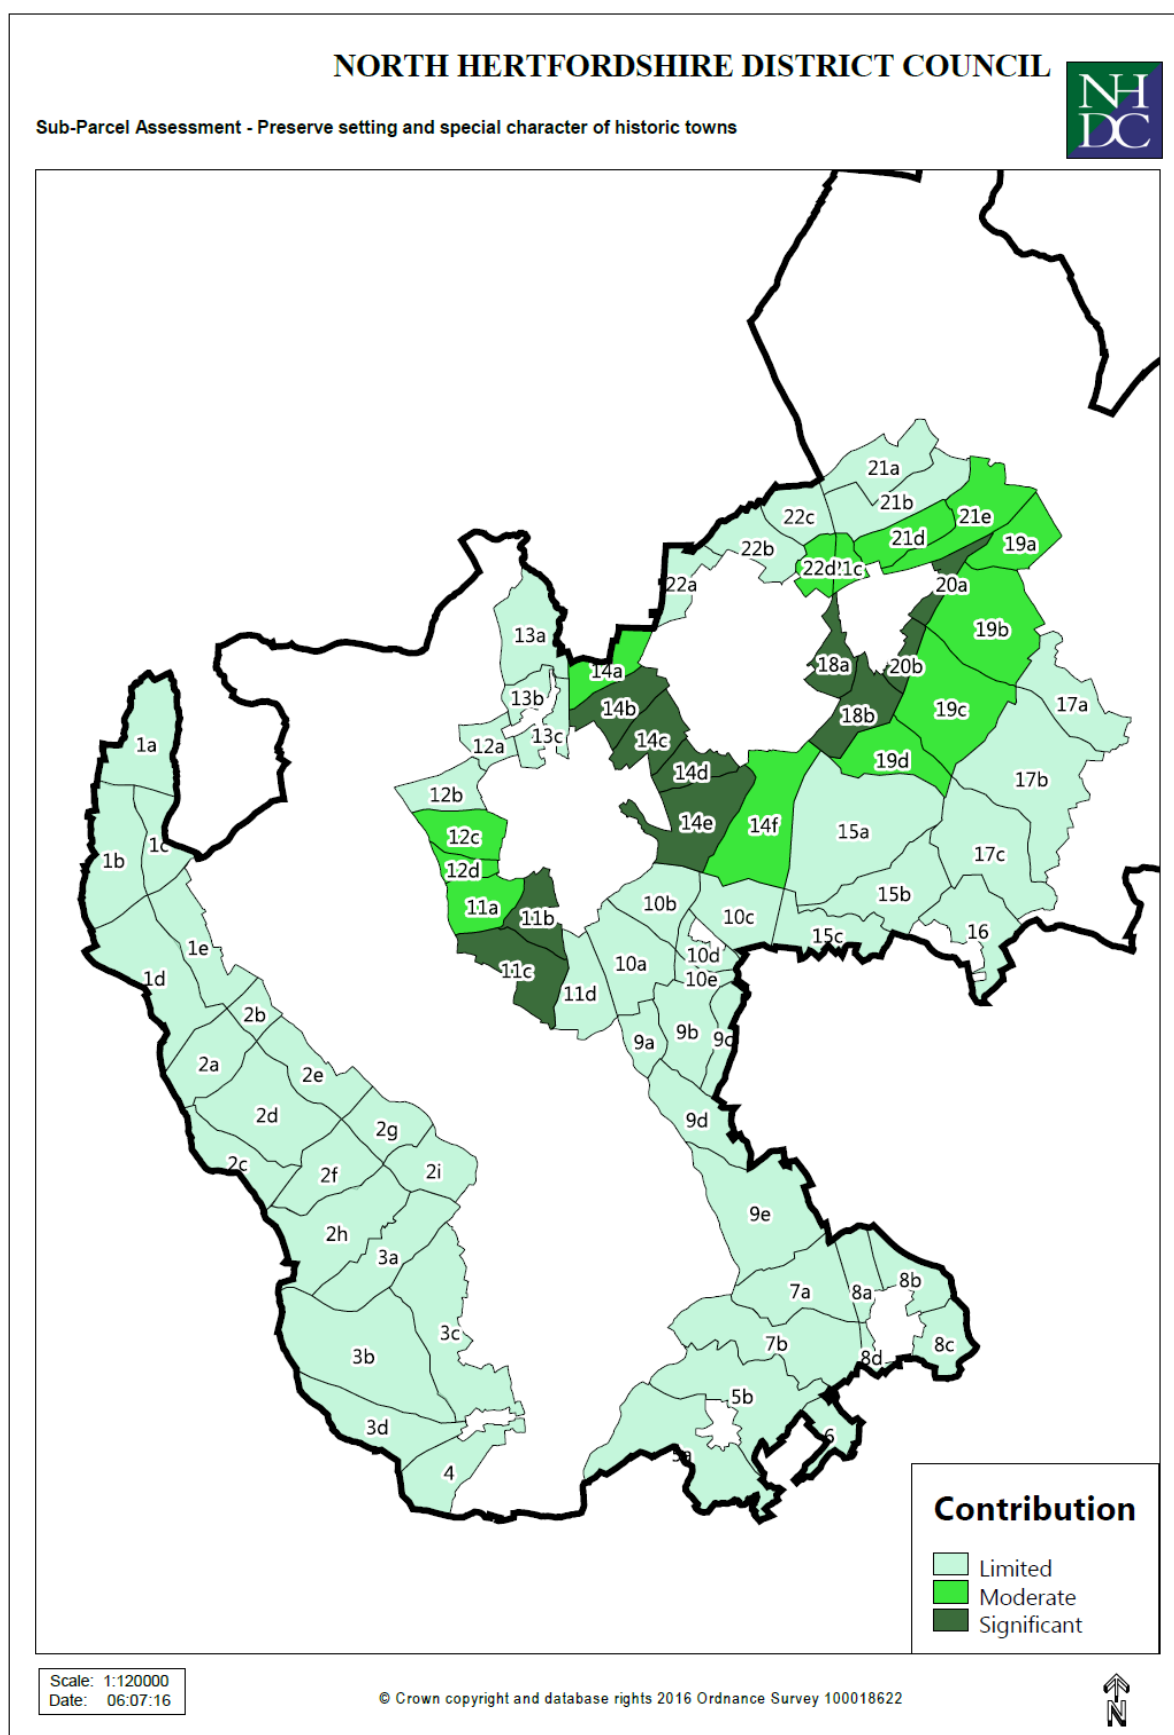 NORTH HERTFORDSHIRE DISTRICT COUNCIL
NH
DC
Sub-Parcel Assessment - Preserve setting and special character of historic towns
21a
21b
22c
21e
21d
19a
22b
22d
21c
20a
22a
19b
13a
18a
20b
14a
13b
14b
18b
19c
17a
13c
14c
1a
12a
19d
14d
12b
17b
14e
14f
15a
12c
1c
1b
17c
12d
15b
11a
10b
11b
10c
16
15c
1e
10d
10a
11c
10e
1d
11d
2b
9b
9a
9c
2a
2e
2d
9d
2g
2c
2f
2i
9e
2h
3a
8b
7a
8a
3c
7b
8c
3b
8d
5b
3d
6
5a
4
Contribution
Limited
Moderate
Significant
Scale: 1:120000
Date: 06:07:16
© Crown copyright and database rights 2016 Ordnance Survey 100018622
N